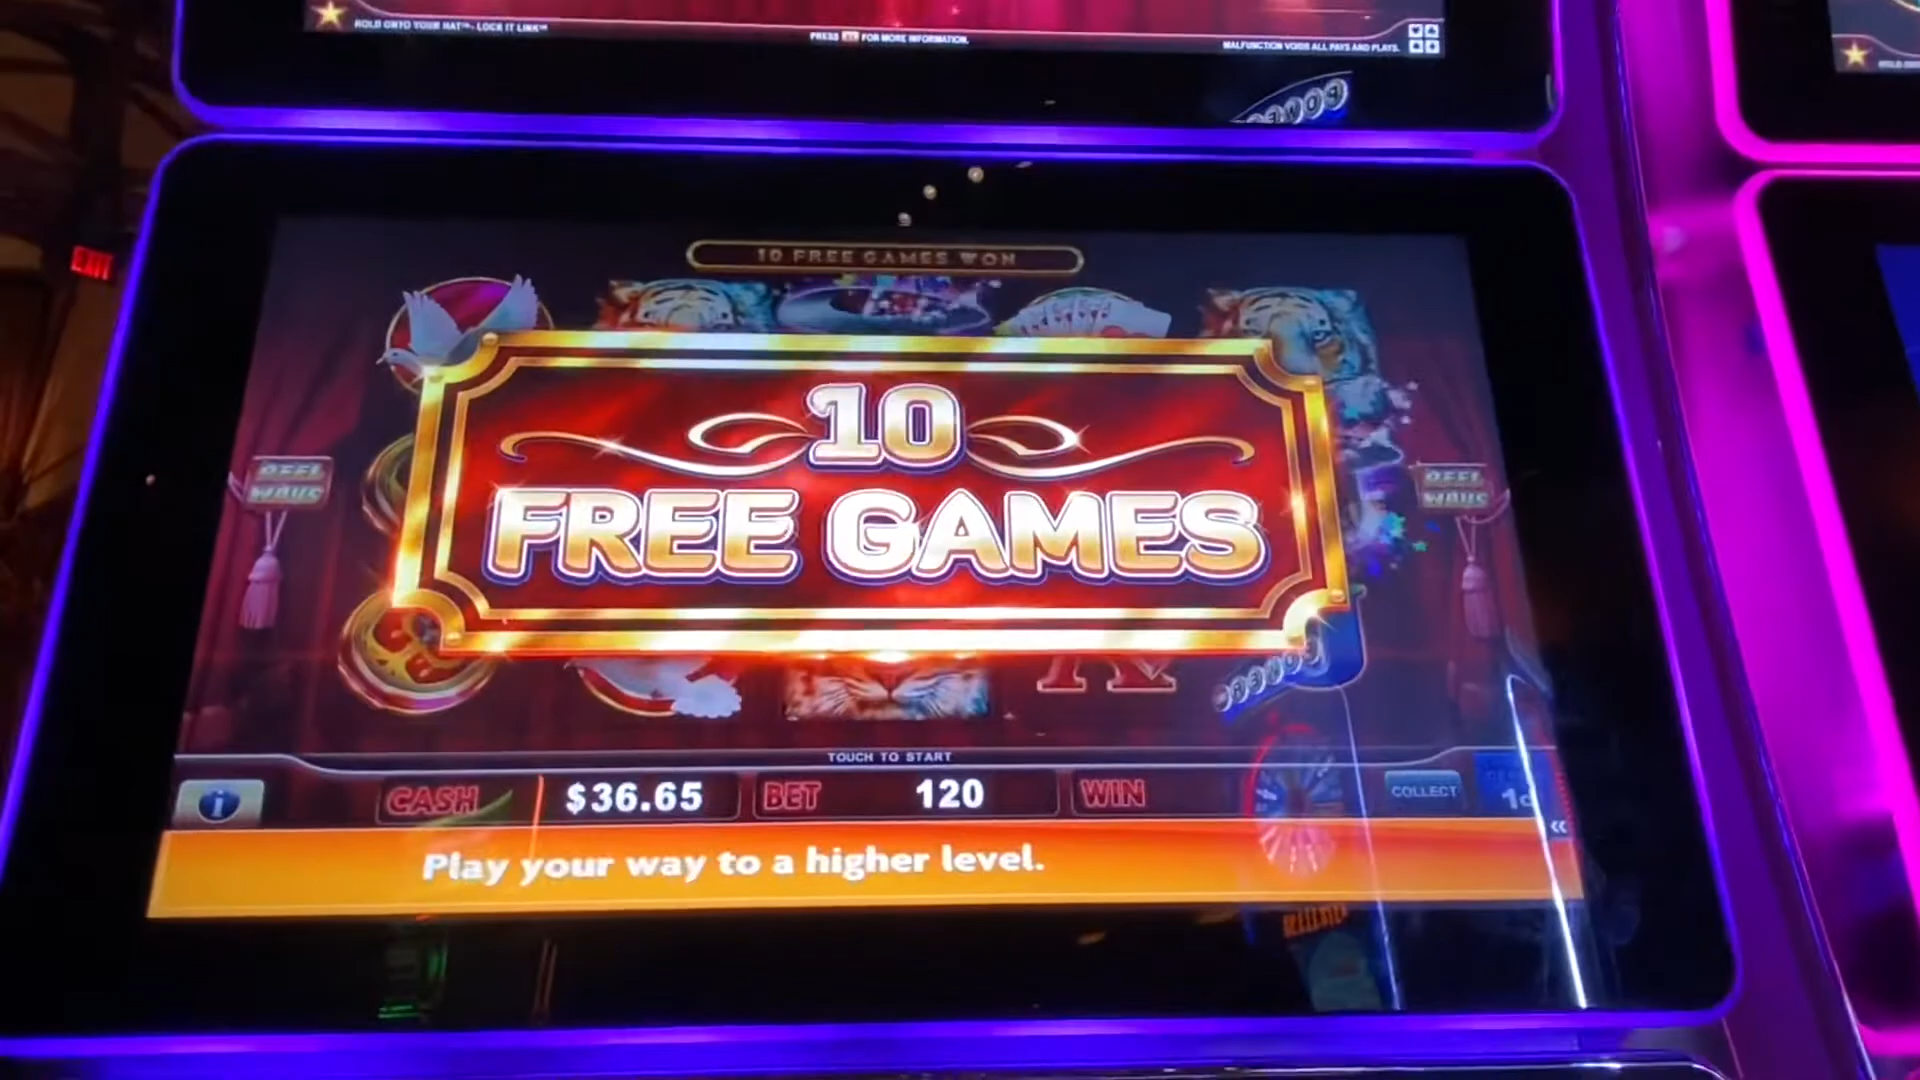 HOLD ONTO YOUR HAT™ - LOCK IT LINK™
PRESS FOR MORE INFORMATION.
MALFUNCTION VOIDS ALL PAYS AND PLAYS.
EXIT
10 FREE GAMES WON
10
FREE GAMES
REEL
WAYS
REEL
WAYS
TOUCH TO START
CASH $36.65 BET 120 WIN
COLLECT
Play your way to a higher level.